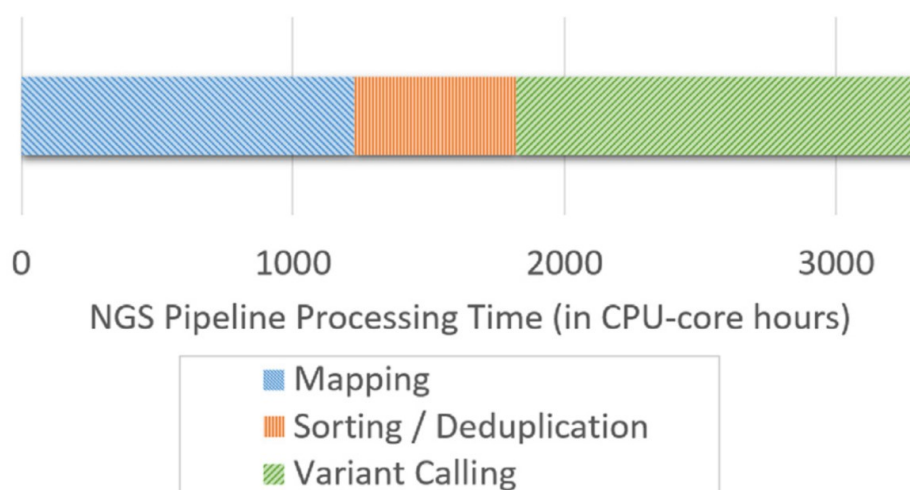 0 1000 2000 3000
NGS Pipeline Processing Time (in CPU-core hours)
Mapping
Sorting / Deduplication
Variant Calling